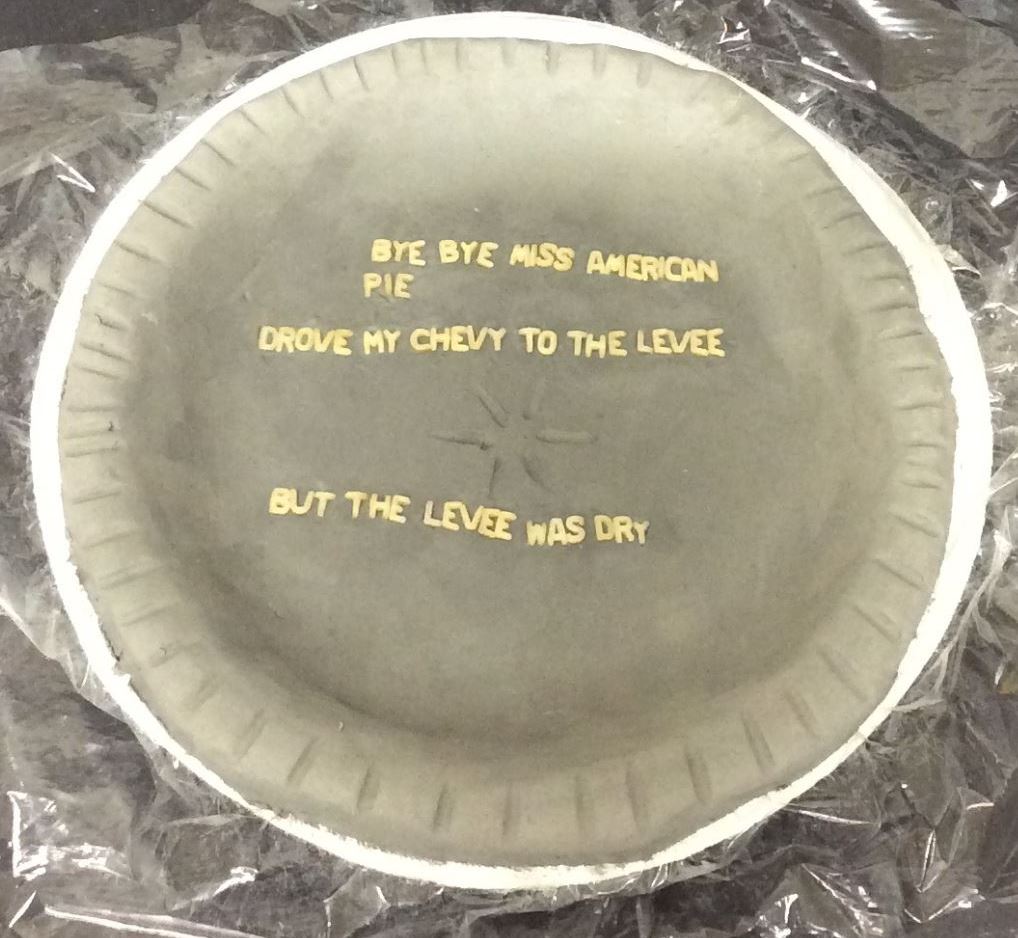 BYE BYE MISS AMERICAN
PIE
DROVE MY CHEVY TO THE LEVEE
BUT THE LEVEE WAS DRY